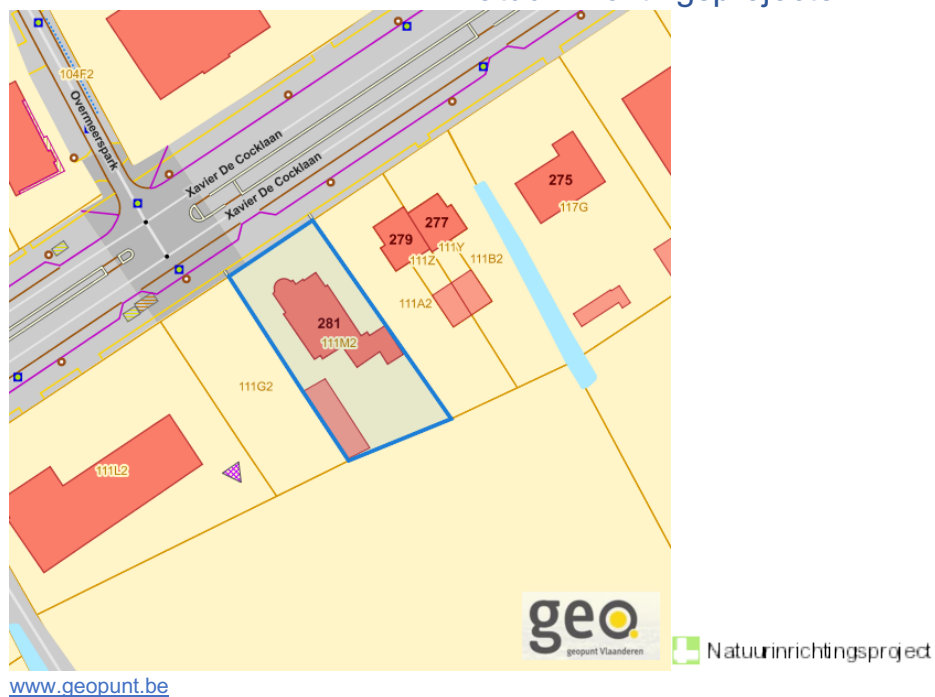 104F2
Overmeerspark
Xavier De Cocklaan
Xavier De Cocklaan
275
117G
277
279
111Y
111Z
111B2
111A2
281
111M2
111G2
111L2
geo
geopunt Vlaanderen
Natuurinrichtingsproject
www.geopunt.be